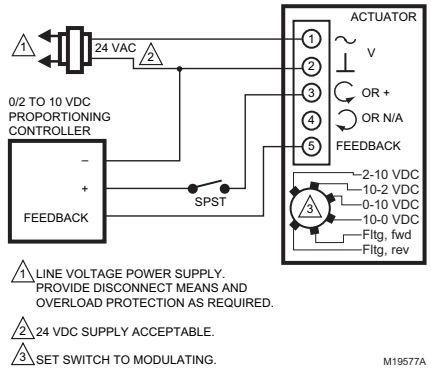 ACTUATOR
1
24 VAC
2
1
V
2
0/2 TO 10 VDC
PROPORTIONING
CONTROLLER
3
OR +
4
OR N/A
–
5
FEEDBACK
+
SPST
FEEDBACK
3
2-10 VDC
10-2 VDC
0-10 VDC
10-0 VDC
Fltg, fwd
Fltg, rev
1 LINE VOLTAGE POWER SUPPLY.
PROVIDE DISCONNECT MEANS AND
OVERLOAD PROTECTION AS REQUIRED.
2 24 VDC SUPPLY ACCEPTABLE.
3 SET SWITCH TO MODULATING.
M19577A